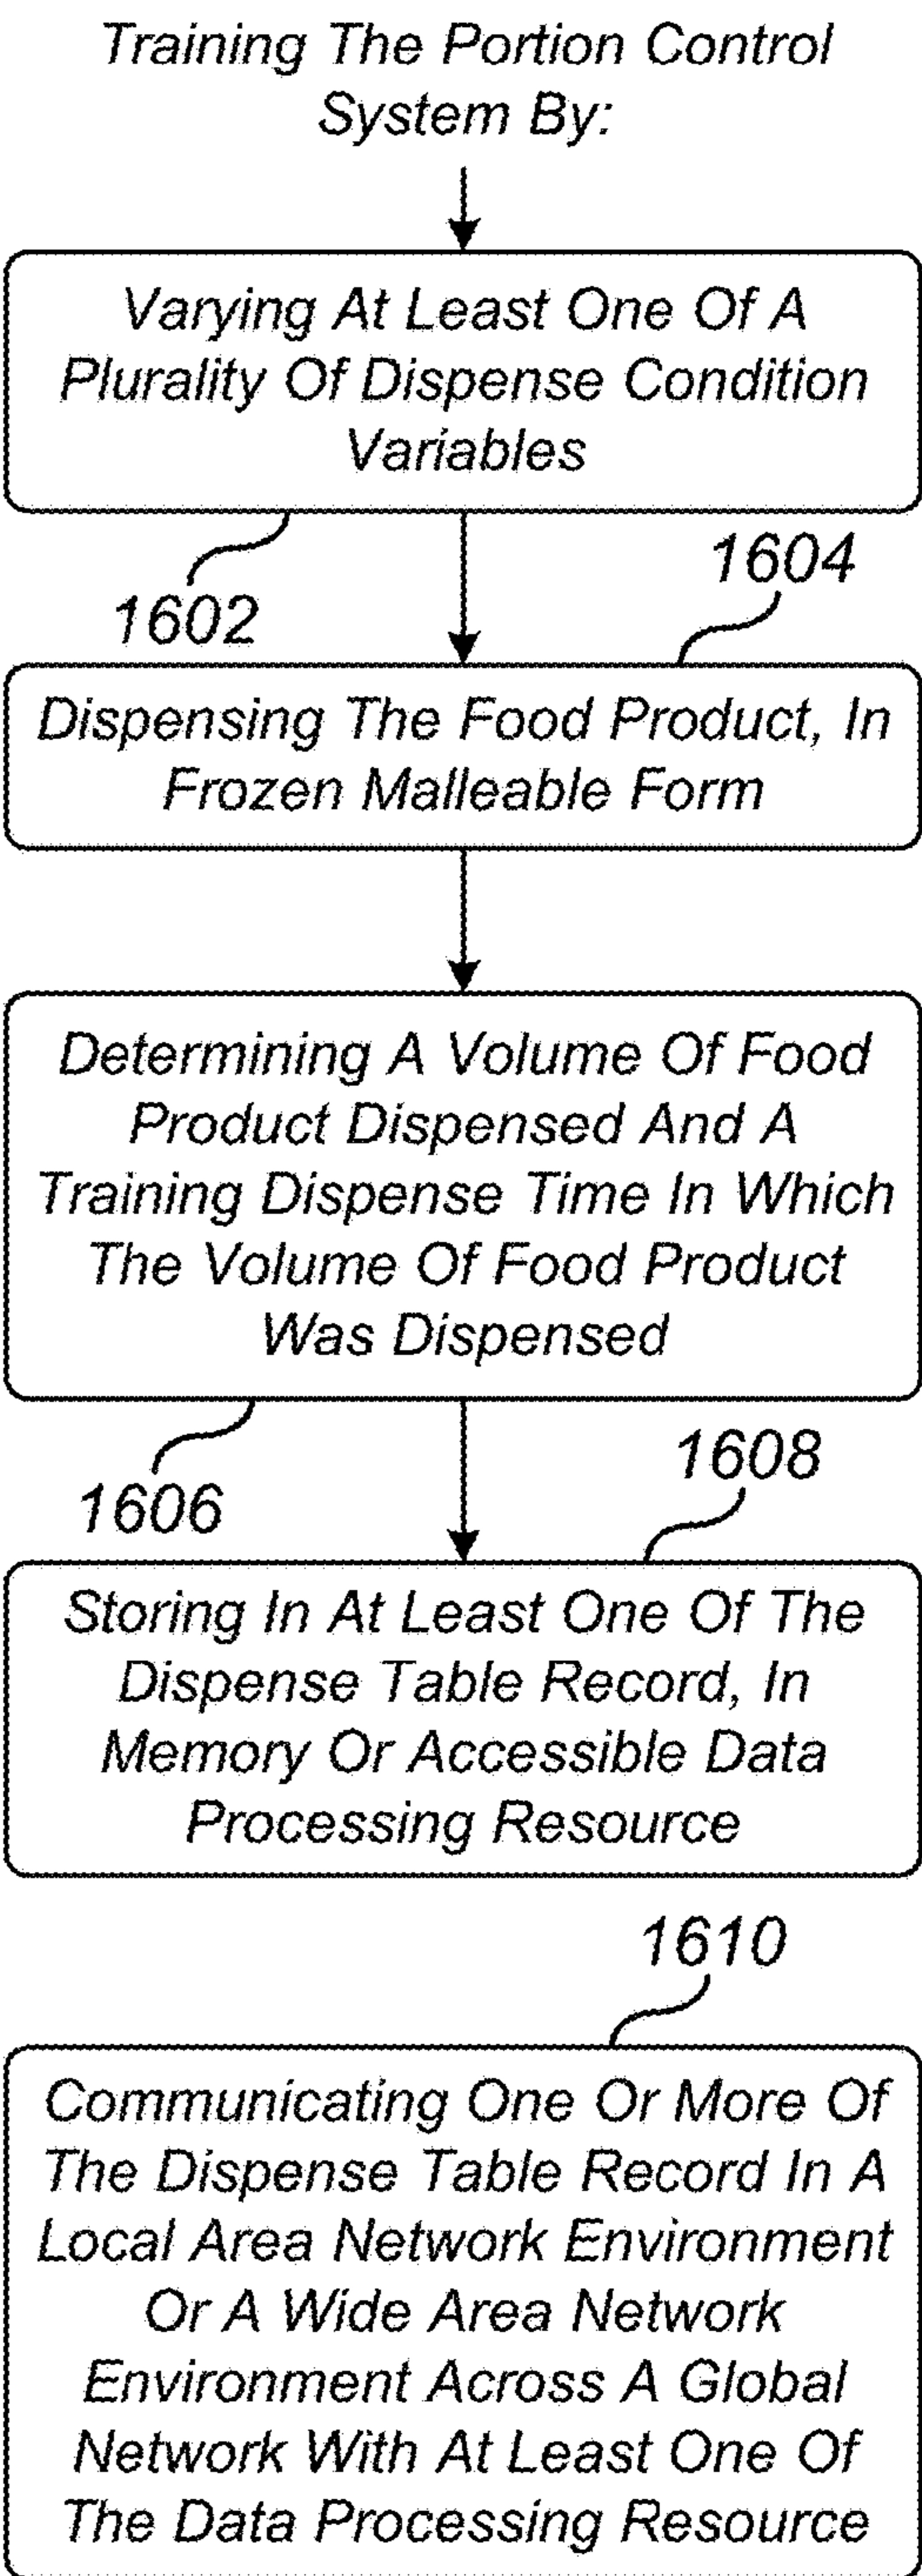 Training The Portion Control
System By:
Varying At Least One Of A
Plurality Of Dispense Condition
Variables
1602
1604
Dispensing The Food Product, In
Frozen Malleable Form
Determining A Volume Of Food
Product Dispensed And A
Training Dispense Time In Which
The Volume Of Food Product
Was Dispensed
1606
1608
Storing In At Least One Of The
Dispense Table Record, In
Memory Or Accessible Data
Processing Resource
1610
Communicating One Or More Of
The Dispense Table Record In A
Local Area Network Environment
Or A Wide Area Network
Environment Across A Global
Network With At Least One Of
The Data Processing Resource